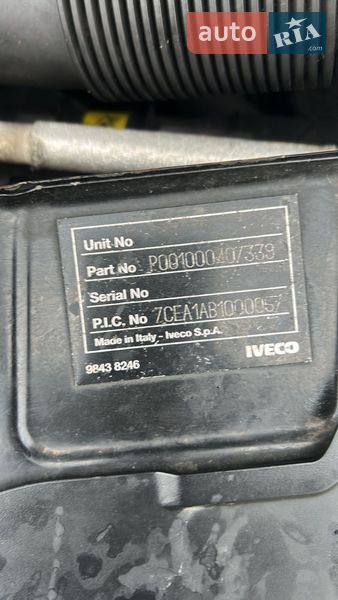 auto RIA
.com
Unit No
Part No P001000407339
Serial No
P.I.C. No 7CEA1AB1000057
Made in Italy - Iveco S.p.A.
IVECO
9843 8246